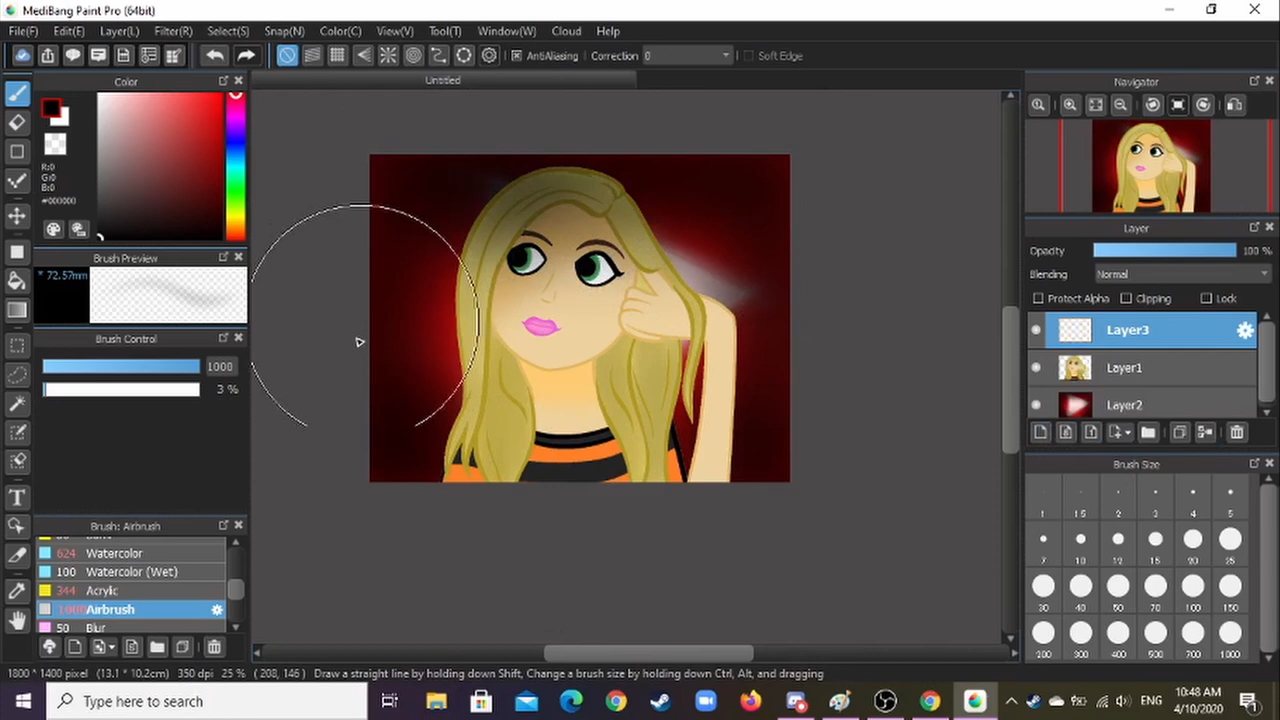 MediBang Paint Pro (64bit)
File(F) Edit(E) Layer(L) Filter(R) Select(S) Snap(N) Color(C) View(V) Tool(T) Window(W) Cloud Help
AntiAliasing Correction 0 Soft Edge
Color
Untitled
Navigator
R:0
G:0
B:0
#000000
Layer
Opacity 100 %
Brush Preview
Blending Normal
* 72.57mm
Protect Alpha Clipping Lock
Layer3
Brush Control
1000
Layer1
3 %
Layer2
Brush Size
1 1.5 2 3 4 5
7 10 12 15 20 25
30 40 50 70 100 150
200 300 500 700 1000
Brush: Airbrush
624 Watercolor
100 Watercolor (Wet)
344 Acrylic
1000 Airbrush
50 Blur
T
1800 * 1400 pixel (13.1 * 10.2cm) 350 dpi 25 % ( 208, 146 ) Draw a straight line by holding down Shift, Change a brush size by holding down Ctrl, Alt, and dragging
Type here to search
ENG
10:48 AM
4/10/2020
1